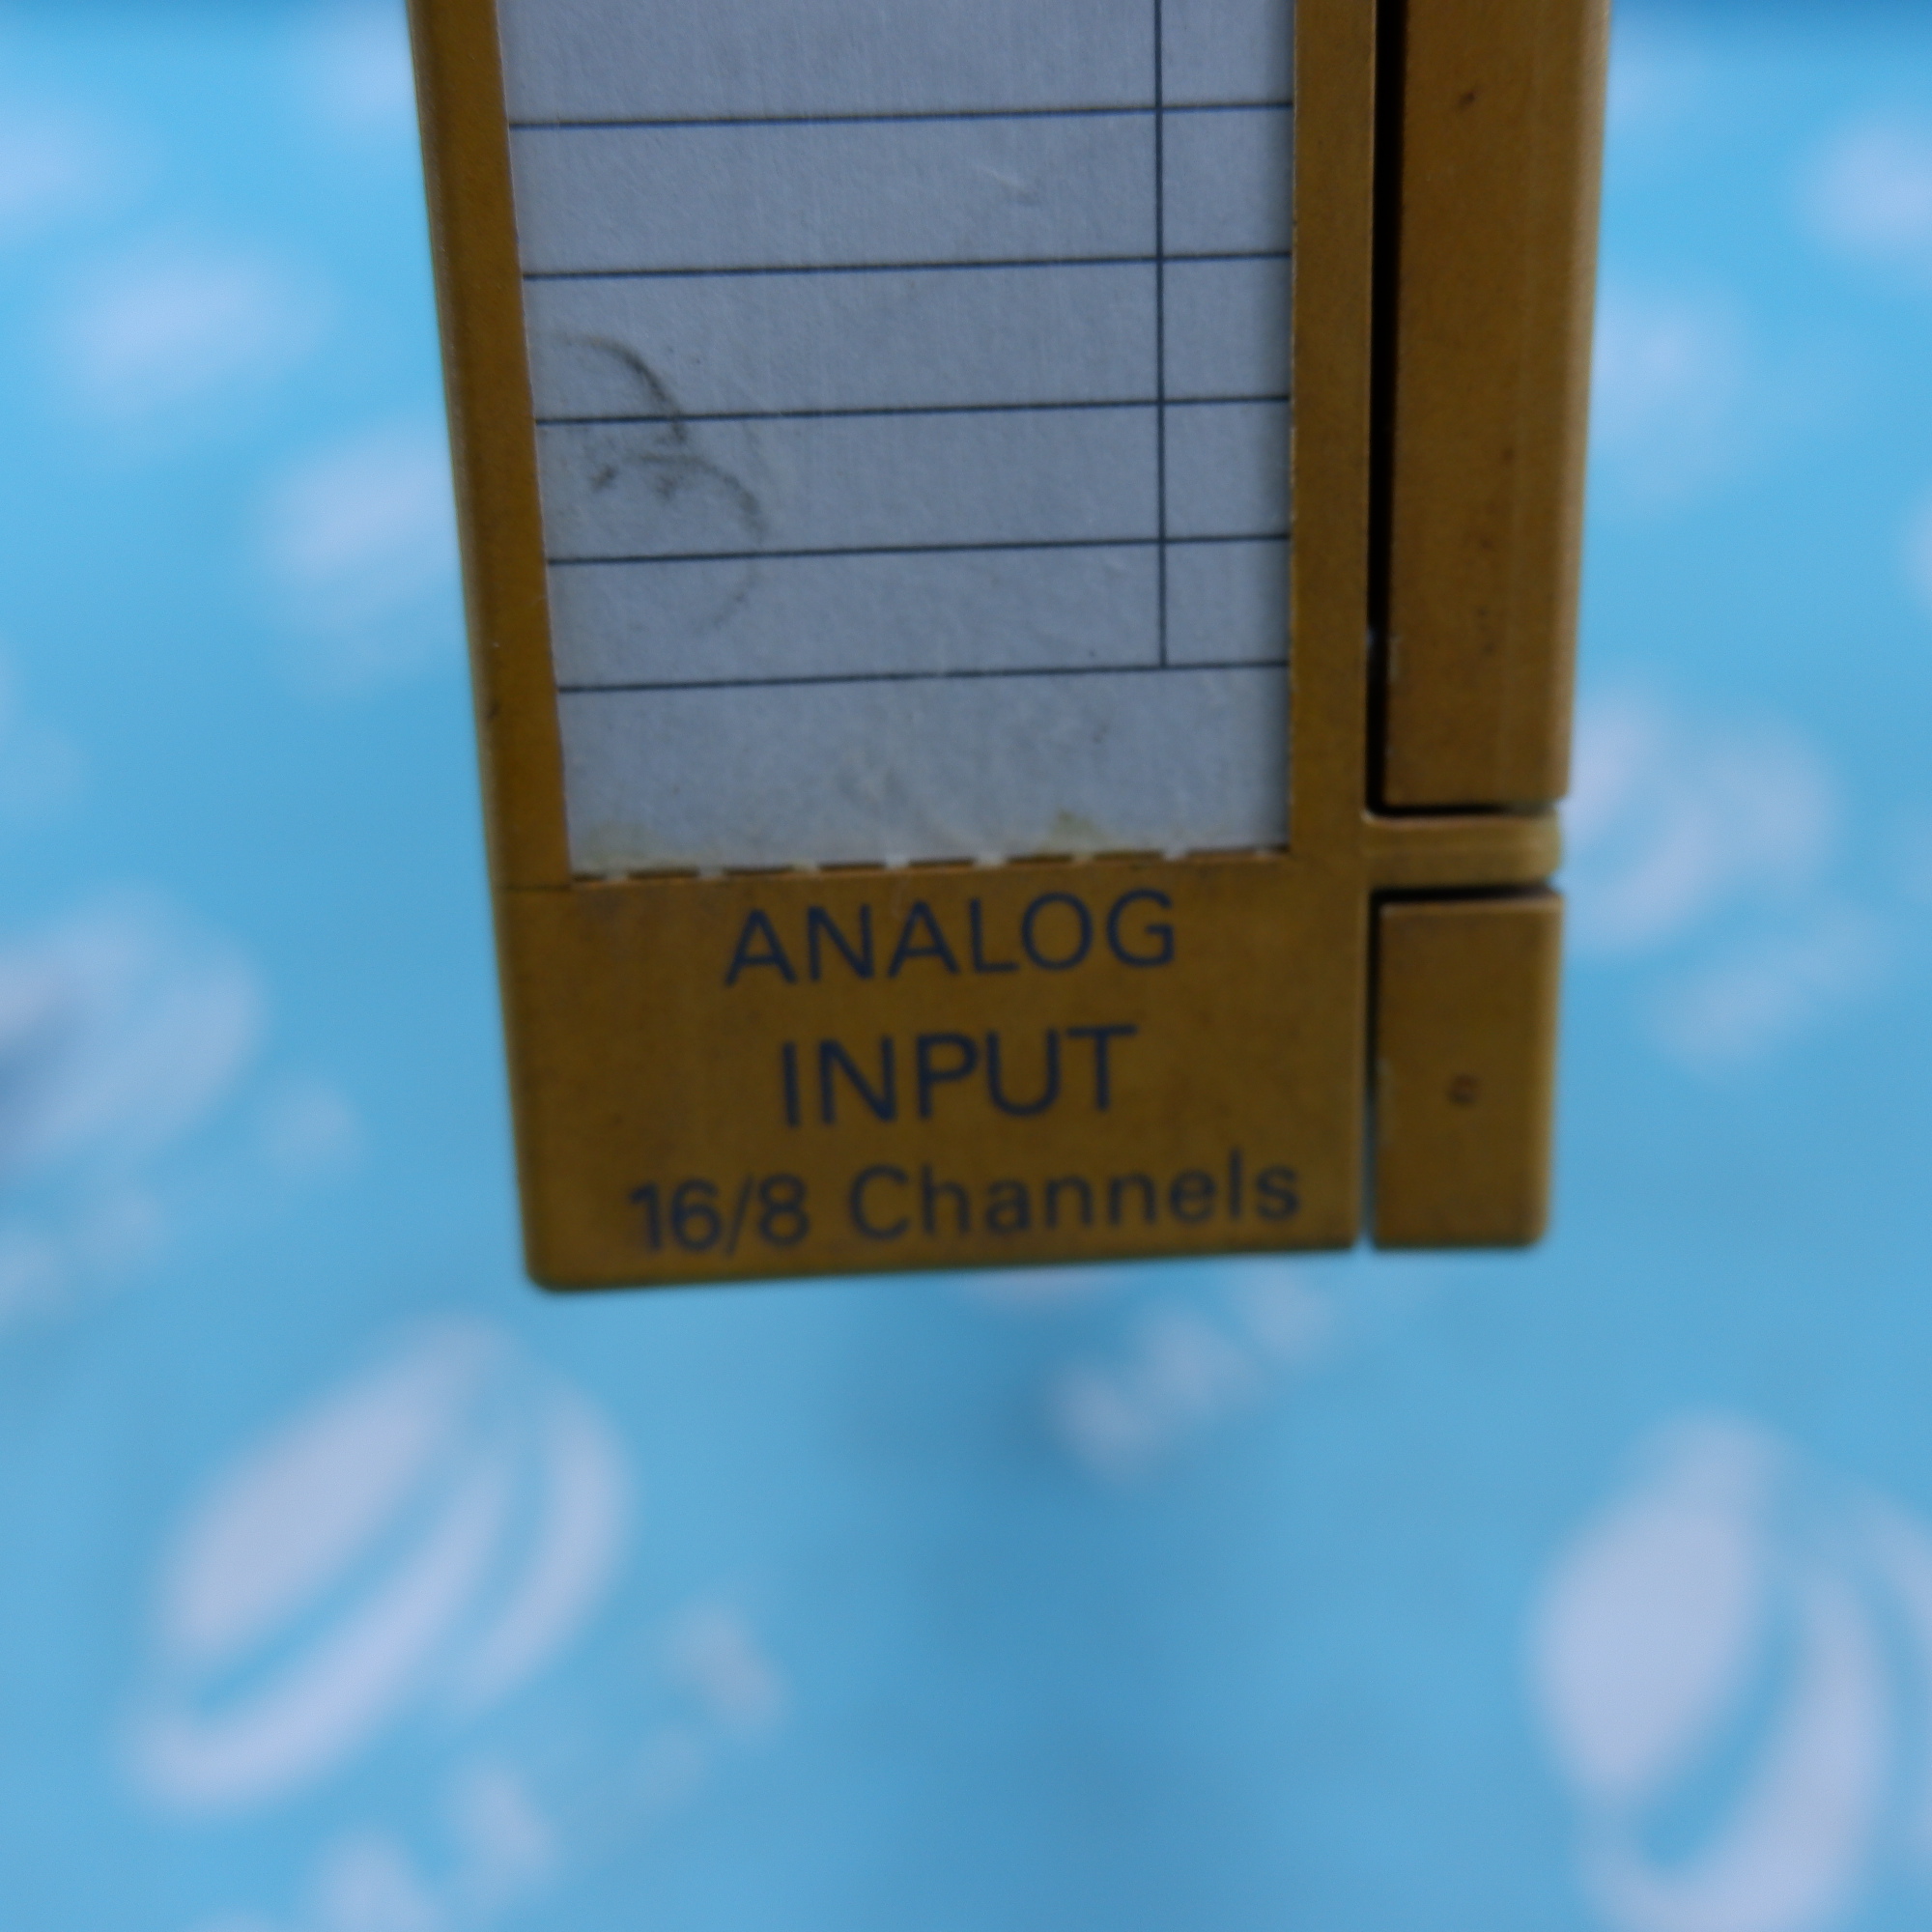 ANALOG
INPUT
16/8 Channels